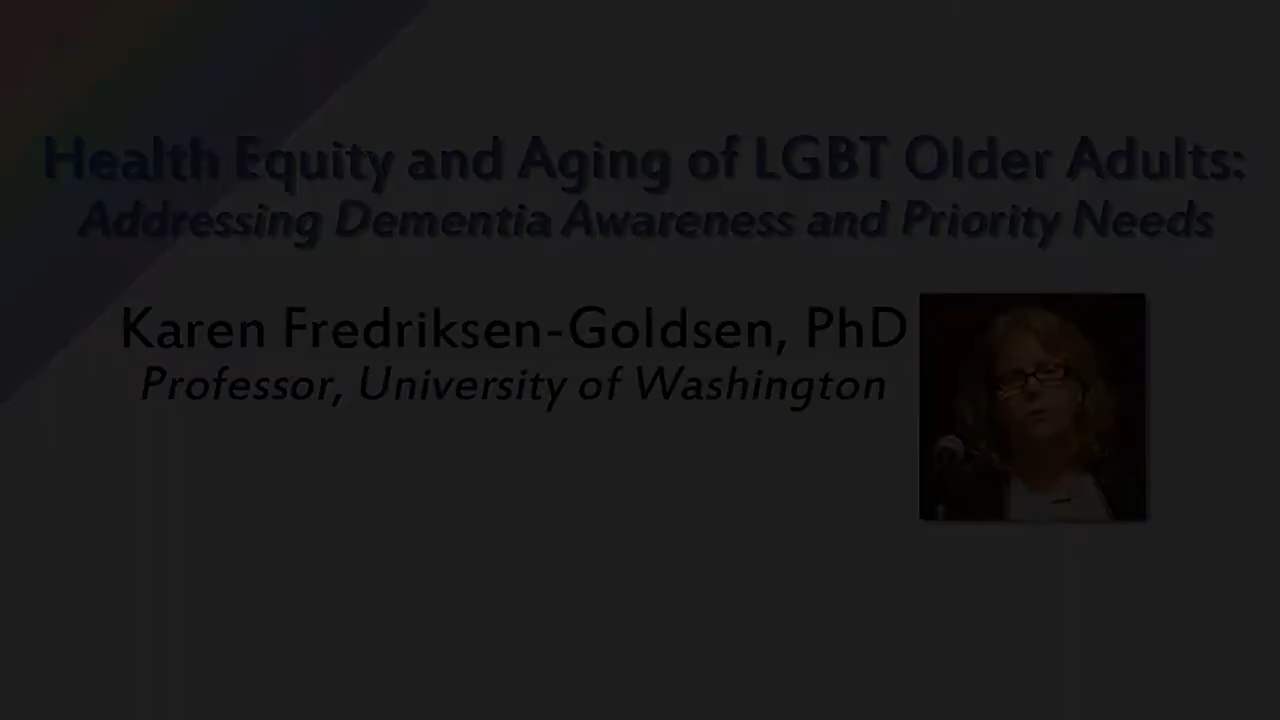 Health Equity and Aging of LGBT Older Adults:
Addressing Dementia Awareness and Priority Needs
Karen Fredriksen-Goldsen, PhD
Professor, University of Washington